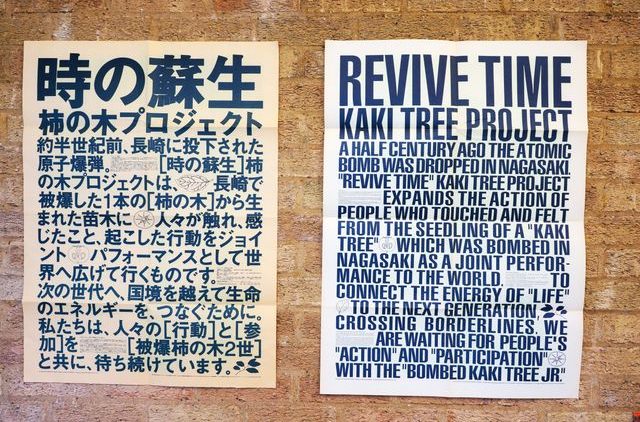 時の蘇生
柿の木プロジェクト
約半世紀前、長崎に投下された
原子爆弾。[時の蘇生]柿
の木プロジェクトは、長崎で
被爆した1本の[柿の木]から生
まれた苗木に人々が触れ、感
じたこと、起こした行動をジョイ
ントパフォーマンスとして世
界へ広げて行くものです。
次の世代へ、国境を越えて生命
のエネルギーを、つなぐために。
私たちは、人々の[行動]と[参
加]を[被爆柿の木2世]
と共に、待ち続けています。
REVIVE TIME
KAKI TREE PROJECT
A HALF CENTURY AGO THE ATOMIC
BOMB WAS DROPPED IN NAGASAKI.
"REVIVE TIME" KAKI TREE PROJECT
EXPANDS THE ACTION OF
PEOPLE WHO TOUCHED AND FELT
FROM THE SEEDLING OF A "KAKI
TREE" WHICH WAS BOMBED IN
NAGASAKI AS A JOINT PERFOR-
MANCE TO THE WORLD. TO
CONNECT THE ENERGY OF "LIFE"
TO THE NEXT GENERATION,
CROSSING BORDERLINES, WE
ARE WAITING FOR PEOPLE'S
"ACTION" AND "PARTICIPATION"
WITH THE "BOMBED KAKI TREE JR."